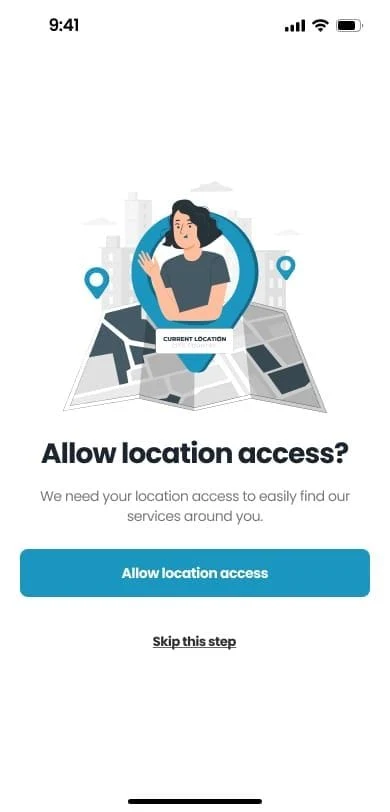 9:41
CURRENT LOCATION
Allow location access?
We need your location access to easily find our
services around you.
Allow location access
Skip this step